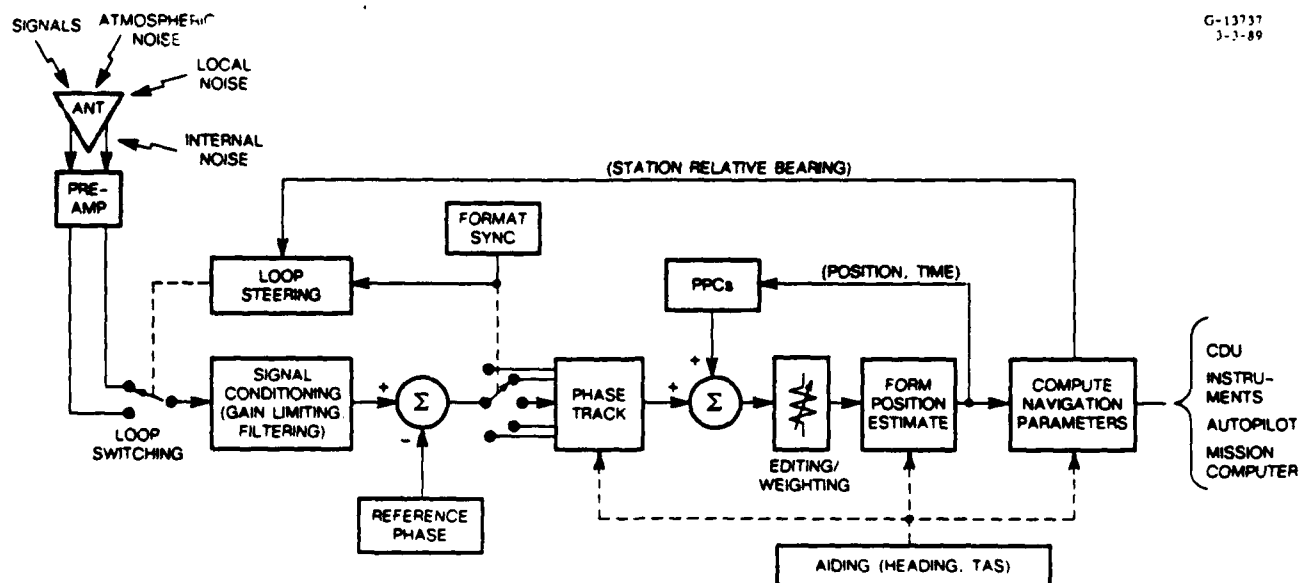 G-13737
3-3-89
SIGNALS
ATMOSPHERIC
NOISE
LOCAL
NOISE
ANT
INTERNAL
NOISE
PRE-
AMP
(STATION RELATIVE BEARING)
FORMAT
SYNC
LOOP
STEERING
PPCs
(POSITION, TIME)
LOOP
SWITCHING
SIGNAL
CONDITIONING
(GAIN LIMITING,
FILTERING)
+
Σ
-
REFERENCE
PHASE
PHASE
TRACK
+
+
Σ
EDITING/
WEIGHTING
FORM
POSITION
ESTIMATE
COMPUTE
NAVIGATION
PARAMETERS
CDU
INSTRU-
MENTS
AUTOPILOT
MISSION
COMPUTER
AIDING (HEADING, TAS)